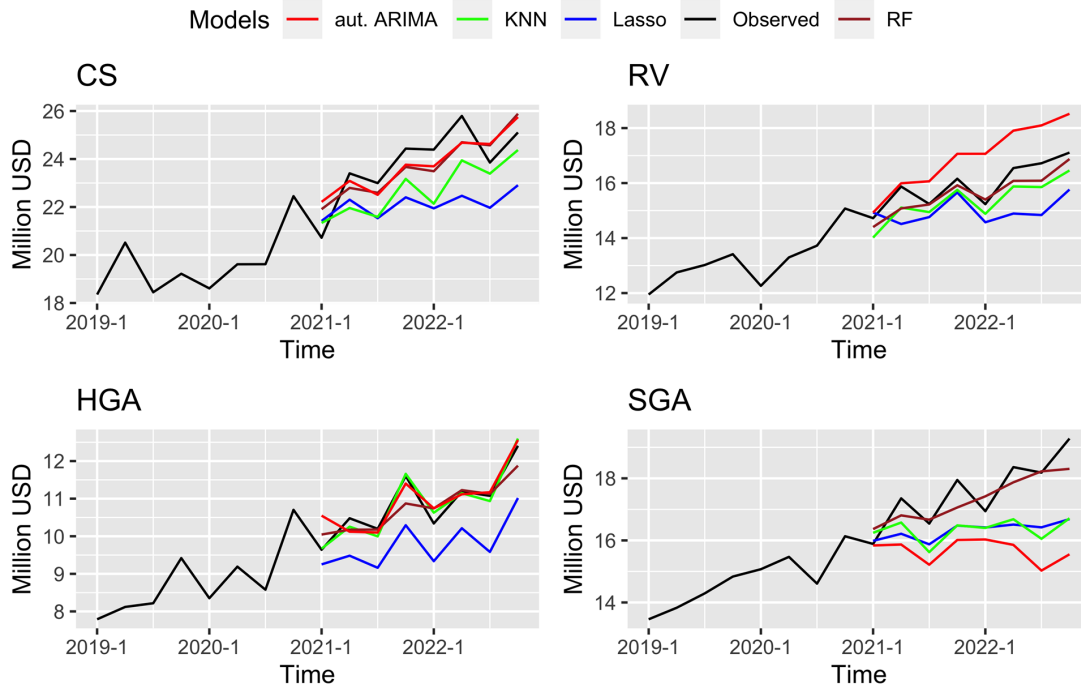 Models aut. ARIMA KNN Lasso Observed RF
CS
Million USD
26
24
22
20
18
2019-1 2020-1 2021-1 2022-1
Time
RV
Million USD
18
16
14
12
2019-1 2020-1 2021-1 2022-1
Time
HGA
Million USD
12
11
10
9
8
2019-1 2020-1 2021-1 2022-1
Time
SGA
Million USD
18
16
14
2019-1 2020-1 2021-1 2022-1
Time